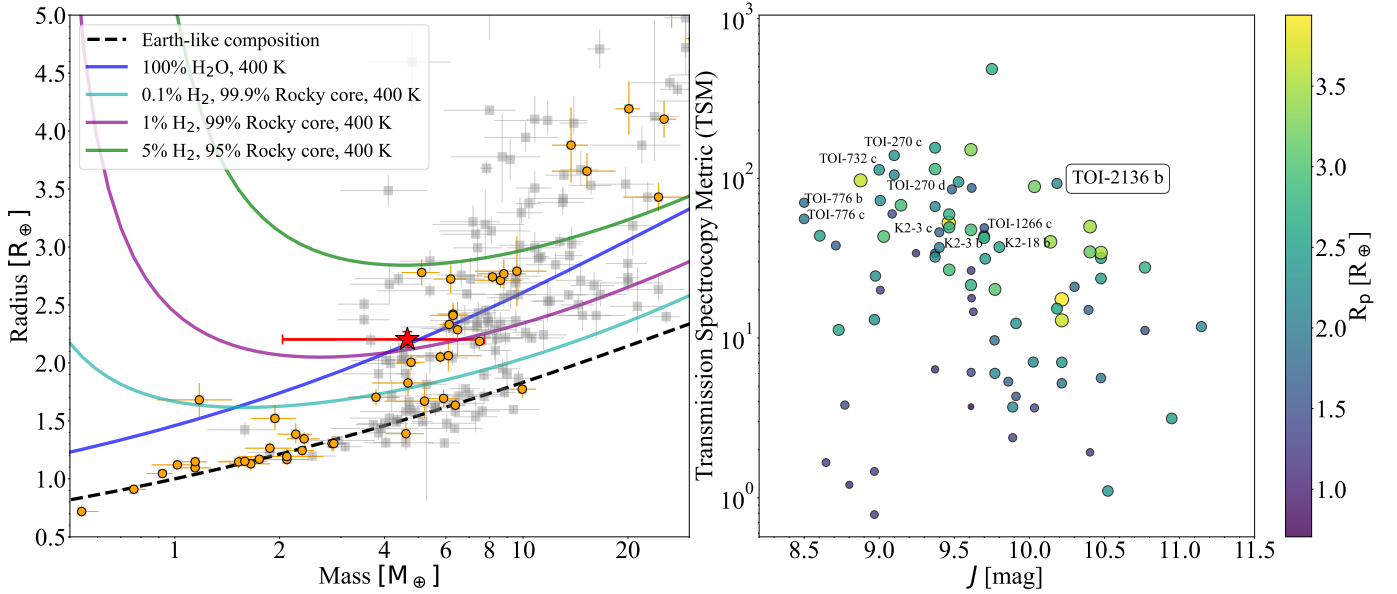 5.0
4.5
4.0
3.5
3.0
2.5
2.0
1.5
1.0
0.5
Radius [R⊕]
Earth-like composition
100% H₂O, 400 K
0.1% H₂, 99.9% Rocky core, 400 K
1% H₂, 99% Rocky core, 400 K
5% H₂, 95% Rocky core, 400 K
1 2 4 6 8 10 20
Mass [M⊕]
Transmission Spectrocopy Metric (TSM)
10³
10²
10¹
10⁰
TOI-270 c
TOI-732 c
TOI-270 d
TOI-2136 b
TOI-776 b
TOI-776 c
TOI-1266 c
K2-3 c
K2-3 b
K2-18 b
8.5 9.0 9.5 10.0 10.5 11.0 11.5
J [mag]
3.5
3.0
2.5
2.0
1.5
1.0
Rₚ [R⊕]